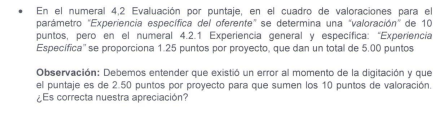 • En el numeral 4,2 Evaluación por puntaje, en el cuadro de valoraciones para el
parámetro "Experiencia específica del oferente" se determina una "valoración" de 10
puntos, pero en el numeral 4.2.1 Experiencia general y específica: "Experiencia
Específica" se proporciona 1.25 puntos por proyecto, que dan un total de 5.00 puntos
Observación: Debemos entender que existió un error al momento de la digitación y que
el puntaje es de 2.50 puntos por proyecto para que sumen los 10 puntos de valoración.
¿Es correcta nuestra apreciación?